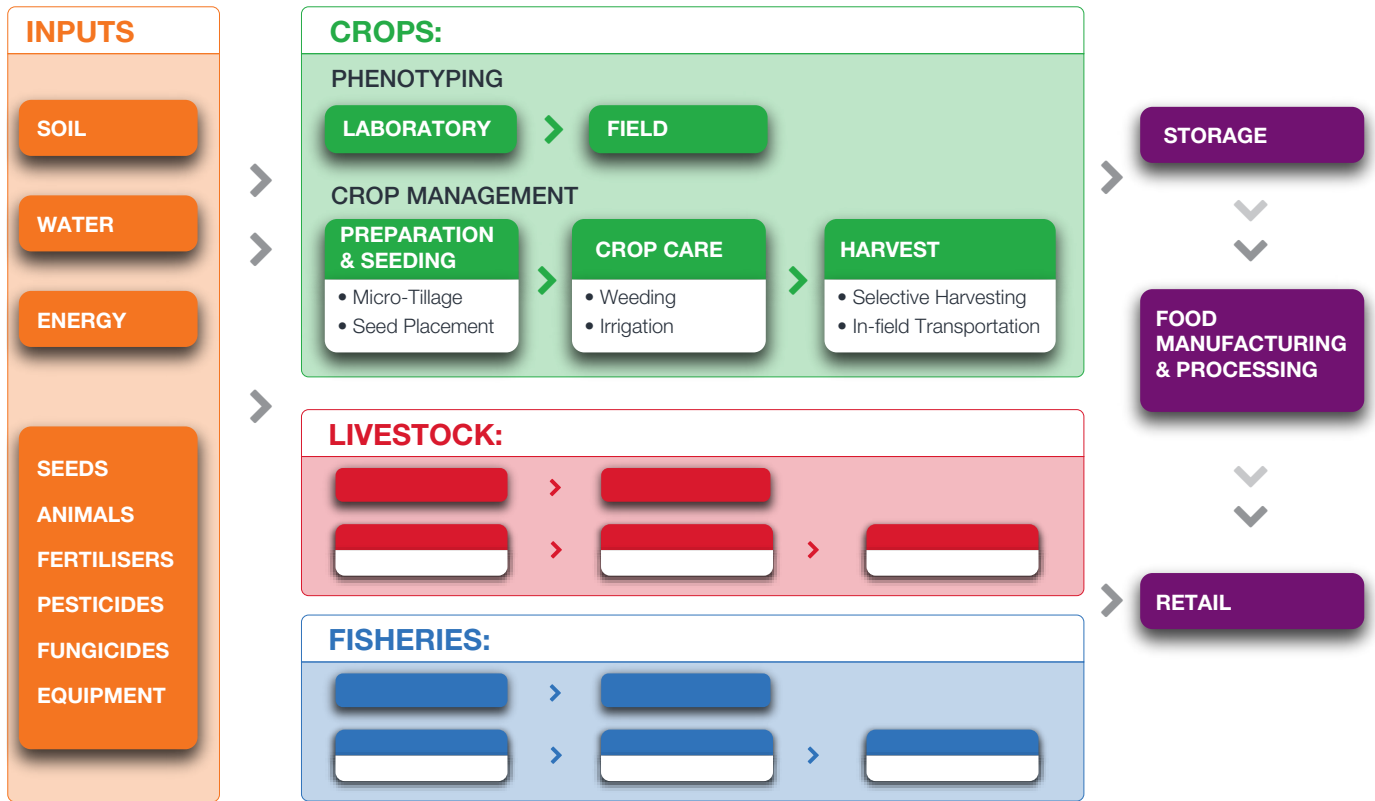 INPUTS
SOIL
WATER
ENERGY
SEEDS
ANIMALS
FERTILISERS
PESTICIDES
FUNGICIDES
EQUIPMENT
CROPS:
PHENOTYPING
LABORATORY
FIELD
CROP MANAGEMENT
PREPARATION
& SEEDING
• Micro-Tillage
• Seed Placement
CROP CARE
• Weeding
• Irrigation
HARVEST
• Selective Harvesting
• In-field Transportation
LIVESTOCK:
FISHERIES:
STORAGE
FOOD
MANUFACTURING
& PROCESSING
RETAIL